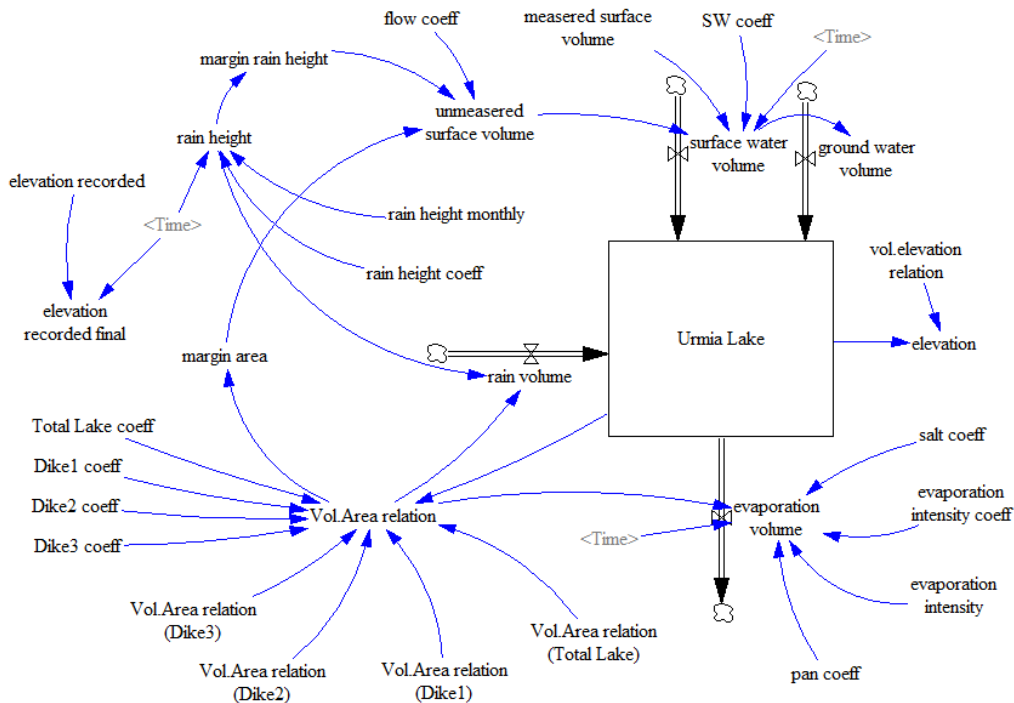 flow coeff
measered surface
volume
SW coeff
<Time>
margin rain height
unmeasered
surface volume
rain height
surface water
volume
ground water
volume
elevation recorded
<Time>
rain height monthly
rain height coeff
vol.elevation
relation
elevation
recorded final
margin area
Urmia Lake
elevation
rain volume
Total Lake coeff
Dike1 coeff
Dike2 coeff
Dike3 coeff
Vol.Area relation
salt coeff
evaporation
volume
evaporation
intensity coeff
<Time>
evaporation
intensity
Vol.Area relation
(Dike3)
Vol.Area relation
(Dike2)
Vol.Area relation
(Dike1)
Vol.Area relation
(Total Lake)
pan coeff